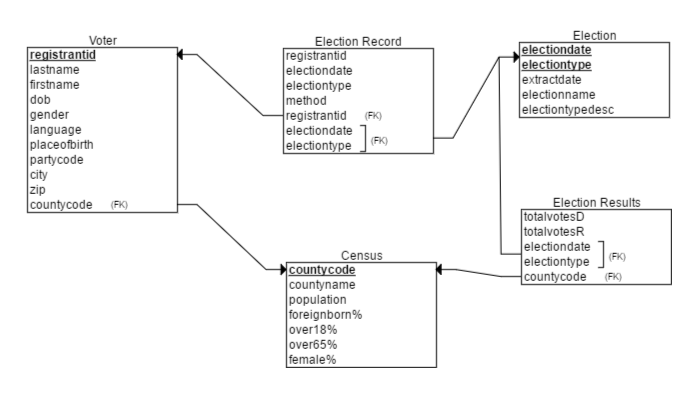 Voter
registrantid
lastname
firstname
dob
gender
language
placeofbirth
partycode
city
zip
countycode (FK)
Election Record
registrantid
electiondate
electiontype
method
registrantid (FK)
electiondate
electiontype
(FK)
Election
electiondate
electiontype
extractdate
electionname
electiontypedesc
Census
countycode
countyname
population
foreignborn%
over18%
over65%
female%
Election Results
totalvotesD
totalvotesR
electiondate
electiontype
(FK)
countycode (FK)